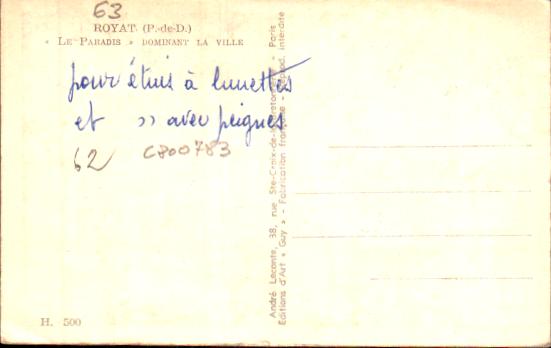 63
ROYAT (P.-de-D.)
« LE PARADIS » DOMINANT LA VILLE
pour étuis à lunettes
et » avec peignes
62
C800783
André Leconte, 38, rue Ste-Croix-de-la-Bretonnerie - Paris
Editions d'Art « Guy » - Fabrication française - Reprod. interdite
H. 500